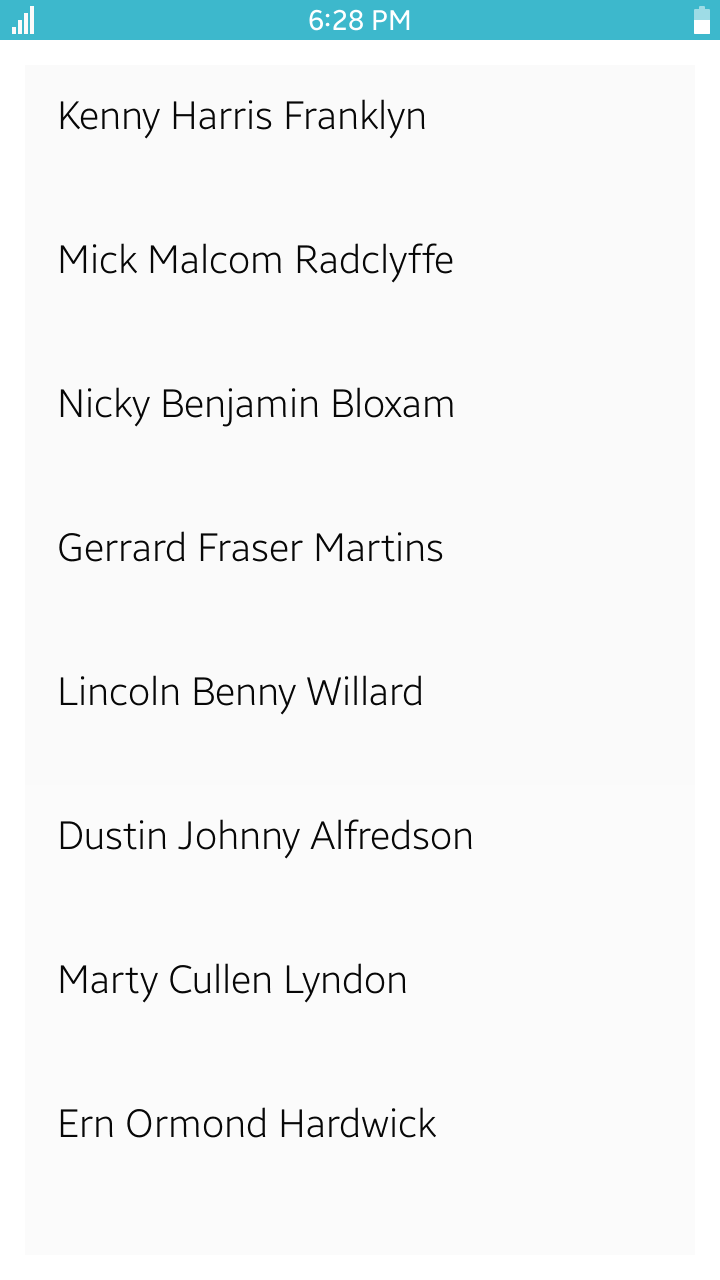 6:28 PM
Kenny Harris Franklyn
Mick Malcom Radclyffe
Nicky Benjamin Bloxam
Gerrard Fraser Martins
Lincoln Benny Willard
Dustin Johnny Alfredson
Marty Cullen Lyndon
Ern Ormond Hardwick